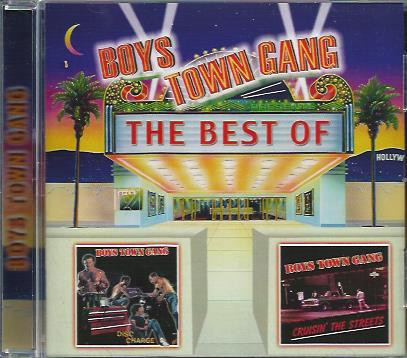 BOYS TOWN GANG
BOYS
TOWN GANG
THE BEST OF
HOLLYW
BOYS TOWN GANG
DISC CHARGE
BOYS TOWN GANG
CRUISIN' THE STREETS